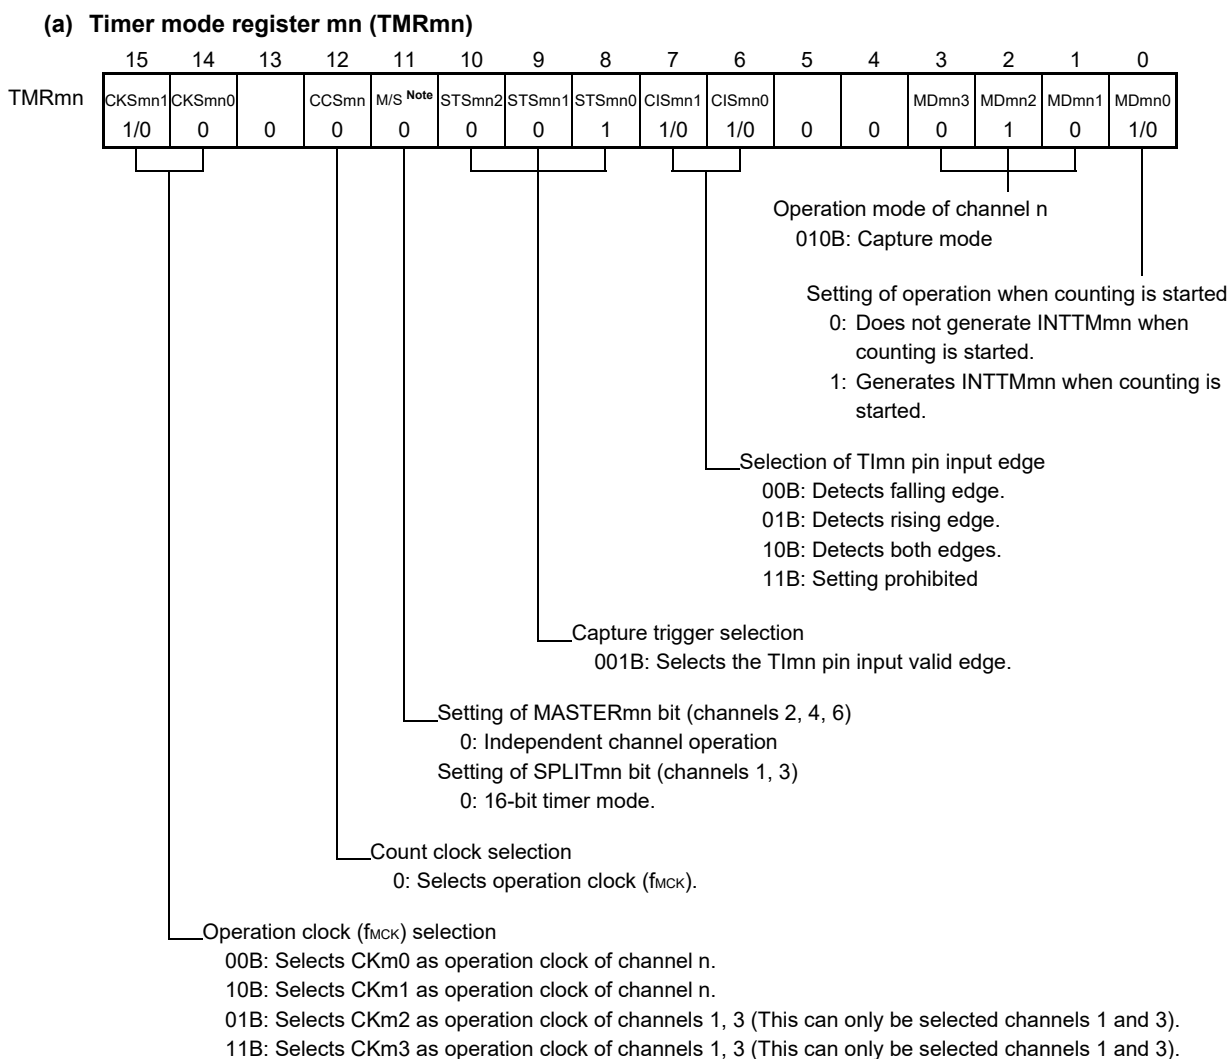 (a) Timer mode register mn (TMRmn)
15 14 13 12 11 10 9 8 7 6 5 4 3 2 1 0
TMRmn CKSmn1 CKSmn0 CCSmn M/S Note STSmn2 STSmn1 STSmn0 CISmn1 CISmn0 MDmn3 MDmn2 MDmn1 MDmn0
1/0 0 0 0 0 0 0 1 1/0 1/0 0 0 0 1 0 1/0
Operation mode of channel n
010B: Capture mode
Setting of operation when counting is started
0: Does not generate INTTMmn when
counting is started.
1: Generates INTTMmn when counting is
started.
Selection of TImn pin input edge
00B: Detects falling edge.
01B: Detects rising edge.
10B: Detects both edges.
11B: Setting prohibited
Capture trigger selection
001B: Selects the TImn pin input valid edge.
Setting of MASTERmn bit (channels 2, 4, 6)
0: Independent channel operation
Setting of SPLITmn bit (channels 1, 3)
0: 16-bit timer mode.
Count clock selection
0: Selects operation clock (fMCK).
Operation clock (fMCK) selection
00B: Selects CKm0 as operation clock of channel n.
10B: Selects CKm1 as operation clock of channel n.
01B: Selects CKm2 as operation clock of channels 1, 3 (This can only be selected channels 1 and 3).
11B: Selects CKm3 as operation clock of channels 1, 3 (This can only be selected channels 1 and 3).